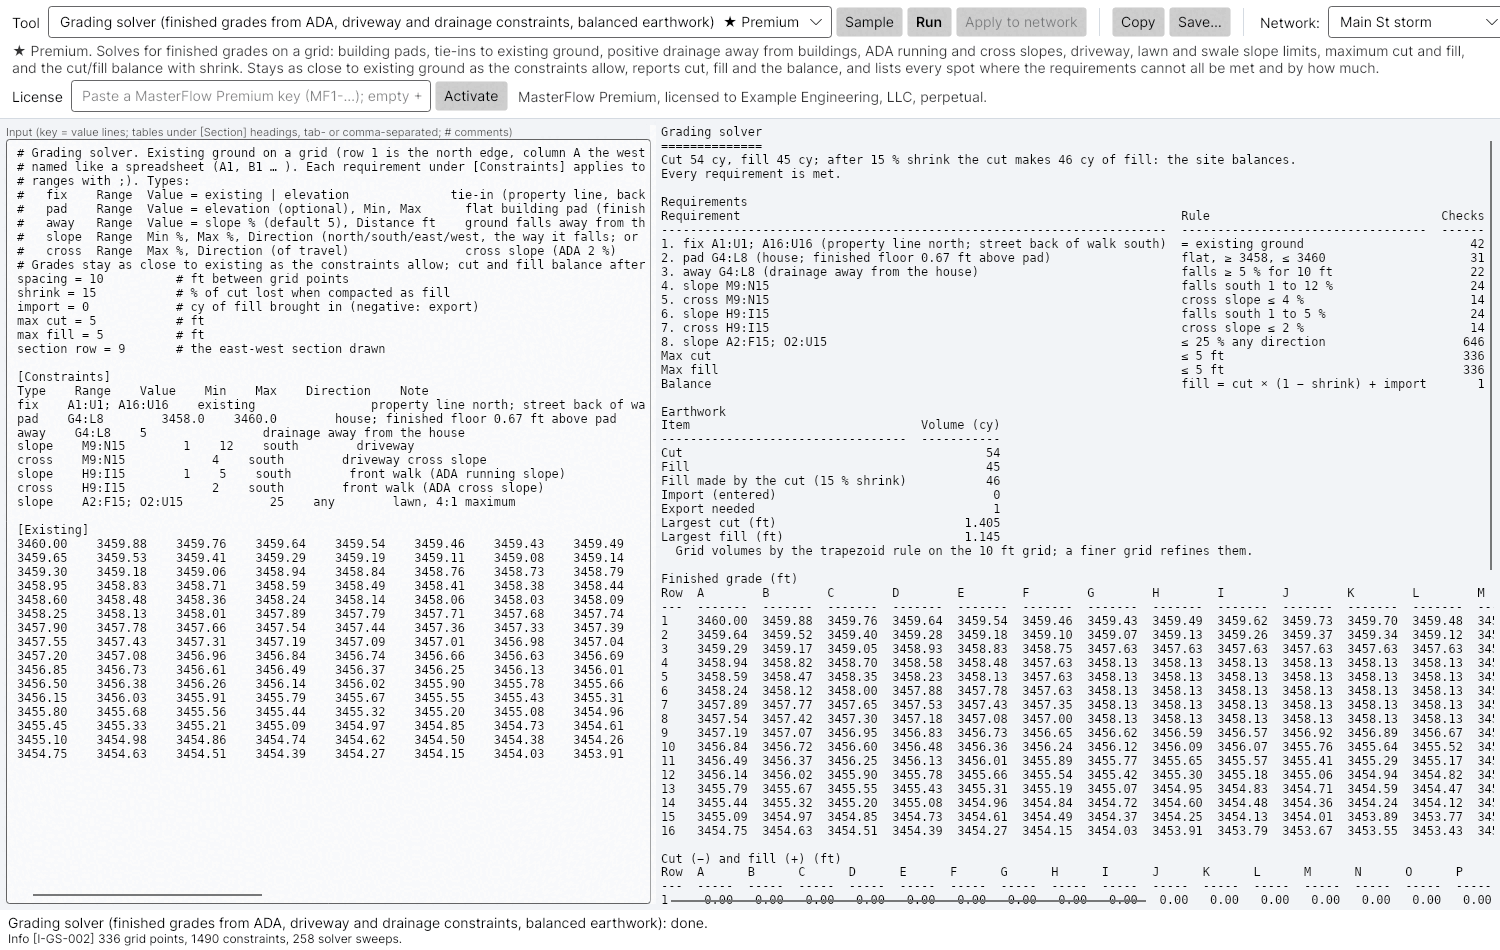 Tool Grading solver (finished grades from ADA, driveway and drainage constraints, balanced earthwork) ★ Premium Sample Run Apply to network Copy Save... Network: Main St storm
★ Premium. Solves for finished grades on a grid: building pads, tie-ins to existing ground, positive drainage away from buildings, ADA running and cross slopes, driveway, lawn and swale slope limits, maximum cut and fill,
and the cut/fill balance with shrink. Stays as close to existing ground as the constraints allow, reports cut, fill and the balance, and lists every spot where the requirements cannot all be met and by how much.
License Paste a MasterFlow Premium key (MF1-...); empty + Activate MasterFlow Premium, licensed to Example Engineering, LLC, perpetual.
Input (key = value lines; tables under [Section] headings, tab- or comma-separated; # comments)
# Grading solver. Existing ground on a grid (row 1 is the north edge, column A the west
# named like a spreadsheet (A1, B1 … ). Each requirement under [Constraints] applies to
# ranges with ;). Types:
# fix Range Value = existing | elevation tie-in (property line, back
# pad Range Value = elevation (optional), Min, Max flat building pad (finish
# away Range Value = slope % (default 5), Distance ft ground falls away from th
# slope Range Min %, Max %, Direction (north/south/east/west, the way it falls; or
# cross Range Max %, Direction (of travel) cross slope (ADA 2 %)
# Grades stay as close to existing as the constraints allow; cut and fill balance after
spacing = 10 # ft between grid points
shrink = 15 # % of cut lost when compacted as fill
import = 0 # cy of fill brought in (negative: export)
max cut = 5 # ft
max fill = 5 # ft
section row = 9 # the east-west section drawn
[Constraints]
Type Range Value Min Max Direction Note
fix A1:U1; A16:U16 existing property line north; street back of wa
pad G4:L8 3458.0 3460.0 house; finished floor 0.67 ft above pad
away G4:L8 5 drainage away from the house
slope M9:N15 1 12 south driveway
cross M9:N15 4 south driveway cross slope
slope H9:I15 1 5 south front walk (ADA running slope)
cross H9:I15 2 south front walk (ADA cross slope)
slope A2:F15; O2:U15 25 any lawn, 4:1 maximum
[Existing]
3460.00 3459.88 3459.76 3459.64 3459.54 3459.46 3459.43 3459.49
3459.65 3459.53 3459.41 3459.29 3459.19 3459.11 3459.08 3459.14
3459.30 3459.18 3459.06 3458.94 3458.84 3458.76 3458.73 3458.79
3458.95 3458.83 3458.71 3458.59 3458.49 3458.41 3458.38 3458.44
3458.60 3458.48 3458.36 3458.24 3458.14 3458.06 3458.03 3458.09
3458.25 3458.13 3458.01 3457.89 3457.79 3457.71 3457.68 3457.74
3457.90 3457.78 3457.66 3457.54 3457.44 3457.36 3457.33 3457.39
3457.55 3457.43 3457.31 3457.19 3457.09 3457.01 3456.98 3457.04
3457.20 3457.08 3456.96 3456.84 3456.74 3456.66 3456.63 3456.69
3456.85 3456.73 3456.61 3456.49 3456.37 3456.25 3456.13 3456.01
3456.50 3456.38 3456.26 3456.14 3456.02 3455.90 3455.78 3455.66
3456.15 3456.03 3455.91 3455.79 3455.67 3455.55 3455.43 3455.31
3455.80 3455.68 3455.56 3455.44 3455.32 3455.20 3455.08 3454.96
3455.45 3455.33 3455.21 3455.09 3454.97 3454.85 3454.73 3454.61
3455.10 3454.98 3454.86 3454.74 3454.62 3454.50 3454.38 3454.26
3454.75 3454.63 3454.51 3454.39 3454.27 3454.15 3454.03 3453.91
Grading solver
==============
Cut 54 cy, fill 45 cy; after 15 % shrink the cut makes 46 cy of fill: the site balances.
Every requirement is met.
Requirements
Requirement Rule Checks
1. fix A1:U1; A16:U16 (property line north; street back of walk south) = existing ground 42
2. pad G4:L8 (house; finished floor 0.67 ft above pad) flat, ≥ 3458, ≤ 3460 31
3. away G4:L8 (drainage away from the house) falls ≥ 5 % for 10 ft 22
4. slope M9:N15 falls south 1 to 12 % 24
5. cross M9:N15 cross slope ≤ 4 % 14
6. slope H9:I15 falls south 1 to 5 % 24
7. cross H9:I15 cross slope ≤ 2 % 14
8. slope A2:F15; O2:U15 ≤ 25 % any direction 646
Max cut ≤ 5 ft 336
Max fill ≤ 5 ft 336
Balance fill = cut × (1 − shrink) + import 1
Earthwork
Item Volume (cy)
Cut 54
Fill 45
Fill made by the cut (15 % shrink) 46
Import (entered) 0
Export needed 1
Largest cut (ft) 1.405
Largest fill (ft) 1.145
Grid volumes by the trapezoid rule on the 10 ft grid; a finer grid refines them.
Finished grade (ft)
Row A B C D E F G H I J K L M
1 3460.00 3459.88 3459.76 3459.64 3459.54 3459.46 3459.43 3459.49 3459.62 3459.73 3459.70 3459.48 345
2 3459.64 3459.52 3459.40 3459.28 3459.18 3459.10 3459.07 3459.13 3459.26 3459.37 3459.34 3459.12 345
3 3459.29 3459.17 3459.05 3458.93 3458.83 3458.75 3457.63 3457.63 3457.63 3457.63 3457.63 3457.63 345
4 3458.94 3458.82 3458.70 3458.58 3458.48 3457.63 3458.13 3458.13 3458.13 3458.13 3458.13 3458.13 345
5 3458.59 3458.47 3458.35 3458.23 3458.13 3457.63 3458.13 3458.13 3458.13 3458.13 3458.13 3458.13 345
6 3458.24 3458.12 3458.00 3457.88 3457.78 3457.63 3458.13 3458.13 3458.13 3458.13 3458.13 3458.13 345
7 3457.89 3457.77 3457.65 3457.53 3457.43 3457.35 3458.13 3458.13 3458.13 3458.13 3458.13 3458.13 345
8 3457.54 3457.42 3457.30 3457.18 3457.08 3457.00 3458.13 3458.13 3458.13 3458.13 3458.13 3458.13 345
9 3457.19 3457.07 3456.95 3456.83 3456.73 3456.65 3456.62 3456.59 3456.57 3456.92 3456.89 3456.67 345
10 3456.84 3456.72 3456.60 3456.48 3456.36 3456.24 3456.12 3456.09 3456.07 3455.76 3455.64 3455.52 345
11 3456.49 3456.37 3456.25 3456.13 3456.01 3455.89 3455.77 3455.65 3455.57 3455.41 3455.29 3455.17 345
12 3456.14 3456.02 3455.90 3455.78 3455.66 3455.54 3455.42 3455.30 3455.18 3455.06 3454.94 3454.82 345
13 3455.79 3455.67 3455.55 3455.43 3455.31 3455.19 3455.07 3454.95 3454.83 3454.71 3454.59 3454.47 345
14 3455.44 3455.32 3455.20 3455.08 3454.96 3454.84 3454.72 3454.60 3454.48 3454.36 3454.24 3454.12 345
15 3455.09 3454.97 3454.85 3454.73 3454.61 3454.49 3454.37 3454.25 3454.13 3454.01 3453.89 3453.77 345
16 3454.75 3454.63 3454.51 3454.39 3454.27 3454.15 3454.03 3453.91 3453.79 3453.67 3453.55 3453.43 345
Cut (−) and fill (+) (ft)
Row A B C D E F G H I J K L M N O P
1 0.00 0.00 0.00 0.00 0.00 0.00 0.00 0.00 0.00 0.00 0.00 0.00 0.00 0.00 0.00 0.00
Grading solver (finished grades from ADA, driveway and drainage constraints, balanced earthwork): done.
Info [I-GS-002] 336 grid points, 1490 constraints, 258 solver sweeps.